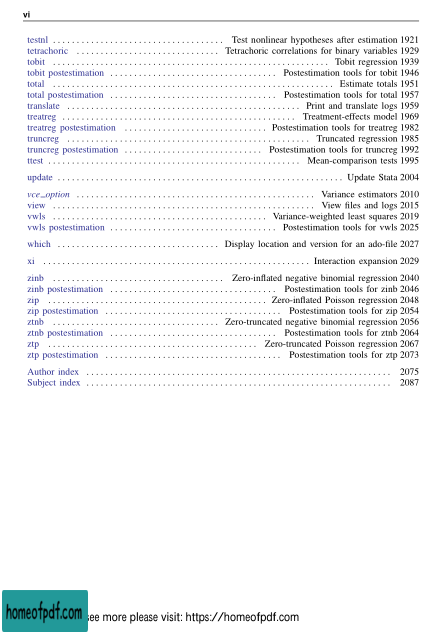 vi
testnl . . . . . . . . . . . . . . . . . . . . . . . . . . . . . . . . Test nonlinear hypotheses after estimation 1921
tetrachoric . . . . . . . . . . . . . . . . . . . . . . . . . . . . Tetrachoric correlations for binary variables 1929
tobit . . . . . . . . . . . . . . . . . . . . . . . . . . . . . . . . . . . . . . . . . . . . . . . . . . . . Tobit regression 1939
tobit postestimation . . . . . . . . . . . . . . . . . . . . . . . . . . . . . . . . Postestimation tools for tobit 1946
total . . . . . . . . . . . . . . . . . . . . . . . . . . . . . . . . . . . . . . . . . . . . . . . . . . . . . Estimate totals 1951
total postestimation . . . . . . . . . . . . . . . . . . . . . . . . . . . . . . . . Postestimation tools for total 1957
translate . . . . . . . . . . . . . . . . . . . . . . . . . . . . . . . . . . . . . . . . . . . . Print and translate logs 1959
treatreg . . . . . . . . . . . . . . . . . . . . . . . . . . . . . . . . . . . . . . . . . . . . Treatment-effects model 1969
treatreg postestimation . . . . . . . . . . . . . . . . . . . . . . . . . . . Postestimation tools for treatreg 1982
truncreg . . . . . . . . . . . . . . . . . . . . . . . . . . . . . . . . . . . . . . . . . . . . . . Truncated regression 1985
truncreg postestimation . . . . . . . . . . . . . . . . . . . . . . . . . . . Postestimation tools for truncreg 1992
ttest . . . . . . . . . . . . . . . . . . . . . . . . . . . . . . . . . . . . . . . . . . . . . . . . Mean-comparison tests 1995
update . . . . . . . . . . . . . . . . . . . . . . . . . . . . . . . . . . . . . . . . . . . . . . . . . . . . . . Update Stata 2004
vce_option . . . . . . . . . . . . . . . . . . . . . . . . . . . . . . . . . . . . . . . . . . . . . Variance estimators 2010
view . . . . . . . . . . . . . . . . . . . . . . . . . . . . . . . . . . . . . . . . . . . . . . . . . . View files and logs 2015
vwls . . . . . . . . . . . . . . . . . . . . . . . . . . . . . . . . . . . . . . . . Variance-weighted least squares 2019
vwls postestimation . . . . . . . . . . . . . . . . . . . . . . . . . . . . . . . . Postestimation tools for vwls 2025
which . . . . . . . . . . . . . . . . . . . . . . . . . . . . . . Display location and version for an ado-file 2027
xi . . . . . . . . . . . . . . . . . . . . . . . . . . . . . . . . . . . . . . . . . . . . . . . . . . . Interaction expansion 2029
zinb . . . . . . . . . . . . . . . . . . . . . . . . . . . . . . . . Zero-inflated negative binomial regression 2040
zinb postestimation . . . . . . . . . . . . . . . . . . . . . . . . . . . . . . . . Postestimation tools for zinb 2046
zip . . . . . . . . . . . . . . . . . . . . . . . . . . . . . . . . . . . . . . . . . Zero-inflated Poisson regression 2048
zip postestimation . . . . . . . . . . . . . . . . . . . . . . . . . . . . . . . . . . Postestimation tools for zip 2054
ztnb . . . . . . . . . . . . . . . . . . . . . . . . . . . . . . . Zero-truncated negative binomial regression 2056
ztnb postestimation . . . . . . . . . . . . . . . . . . . . . . . . . . . . . . . . Postestimation tools for ztnb 2064
ztp . . . . . . . . . . . . . . . . . . . . . . . . . . . . . . . . . . . . . . . . Zero-truncated Poisson regression 2067
ztp postestimation . . . . . . . . . . . . . . . . . . . . . . . . . . . . . . . . . . Postestimation tools for ztp 2073
Author index . . . . . . . . . . . . . . . . . . . . . . . . . . . . . . . . . . . . . . . . . . . . . . . . . . . . . . . . . . 2075
Subject index . . . . . . . . . . . . . . . . . . . . . . . . . . . . . . . . . . . . . . . . . . . . . . . . . . . . . . . . . . 2087
homeofpdf.com see more please visit: https://homeofpdf.com